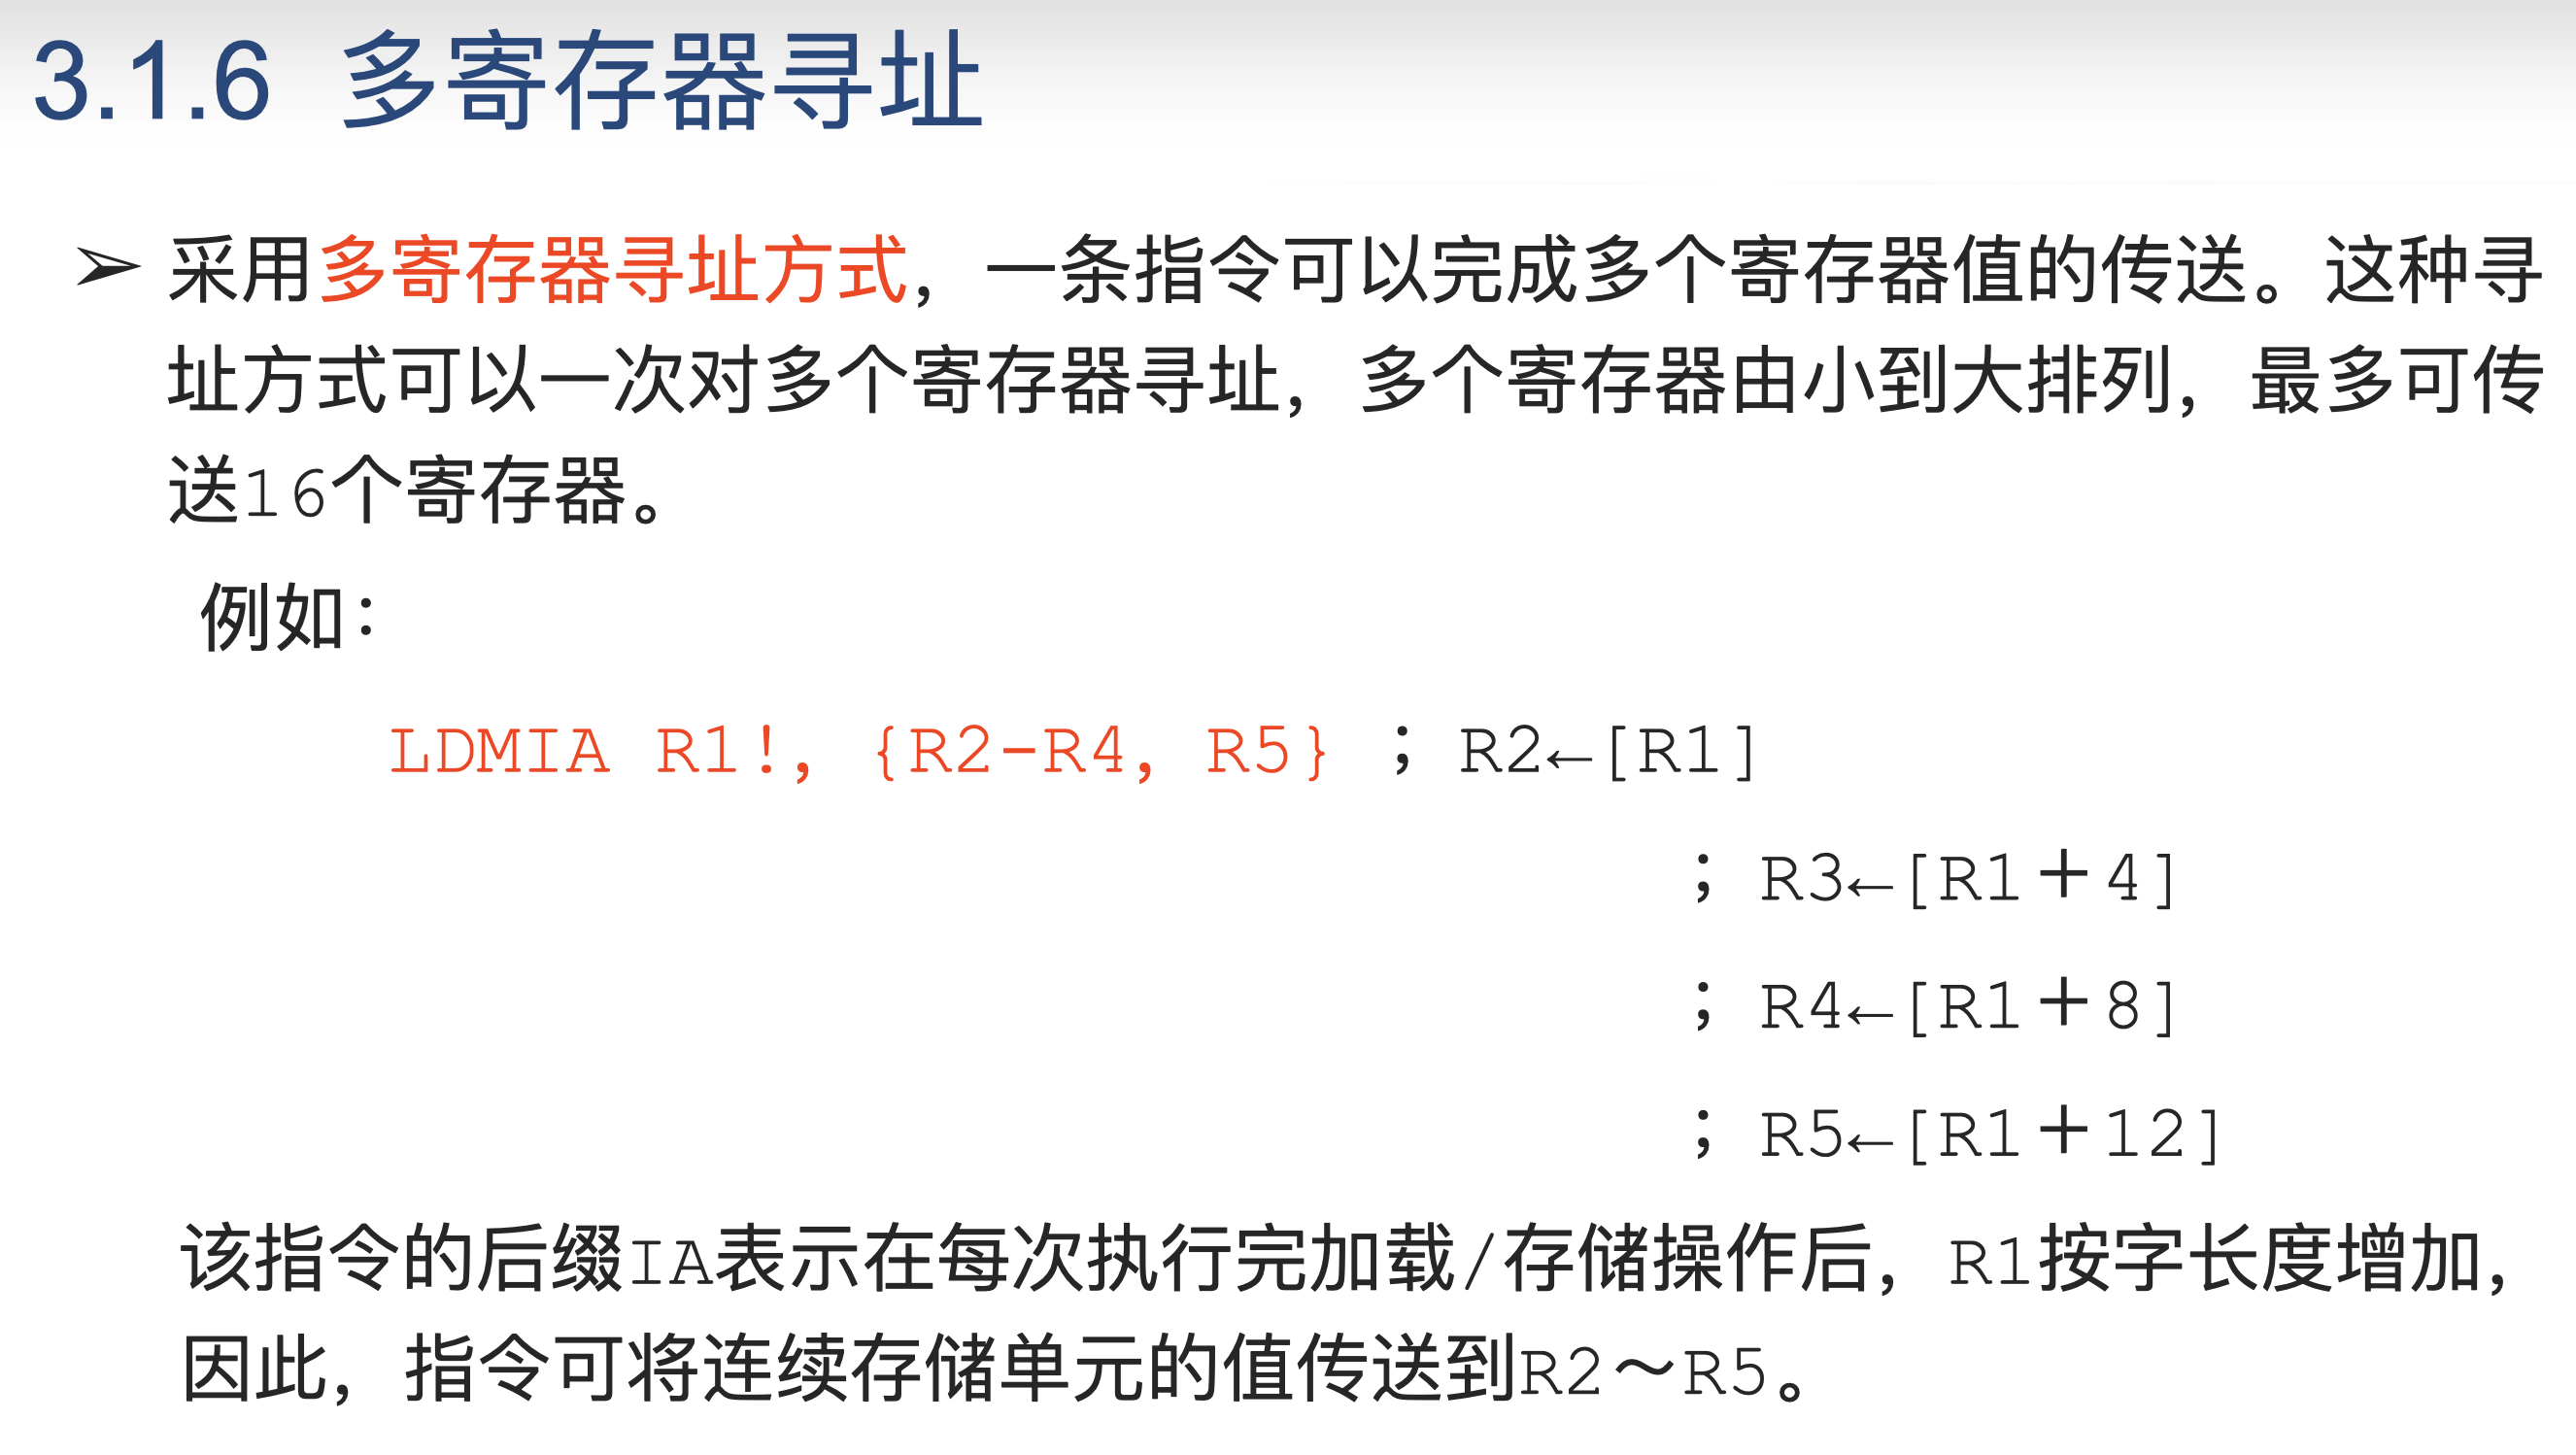 3.1.6 多寄存器寻址
➢ 采用多寄存器寻址方式，一条指令可以完成多个寄存器值的传送。这种寻
址方式可以一次对多个寄存器寻址，多个寄存器由小到大排列，最多可传
送16个寄存器。
例如：
LDMIA R1!, {R2-R4, R5} ; R2←[R1]
; R3←[R1＋4]
; R4←[R1＋8]
; R5←[R1＋12]
该指令的后缀IA表示在每次执行完加载/存储操作后，R1按字长度增加，
因此，指令可将连续存储单元的值传送到R2～R5。